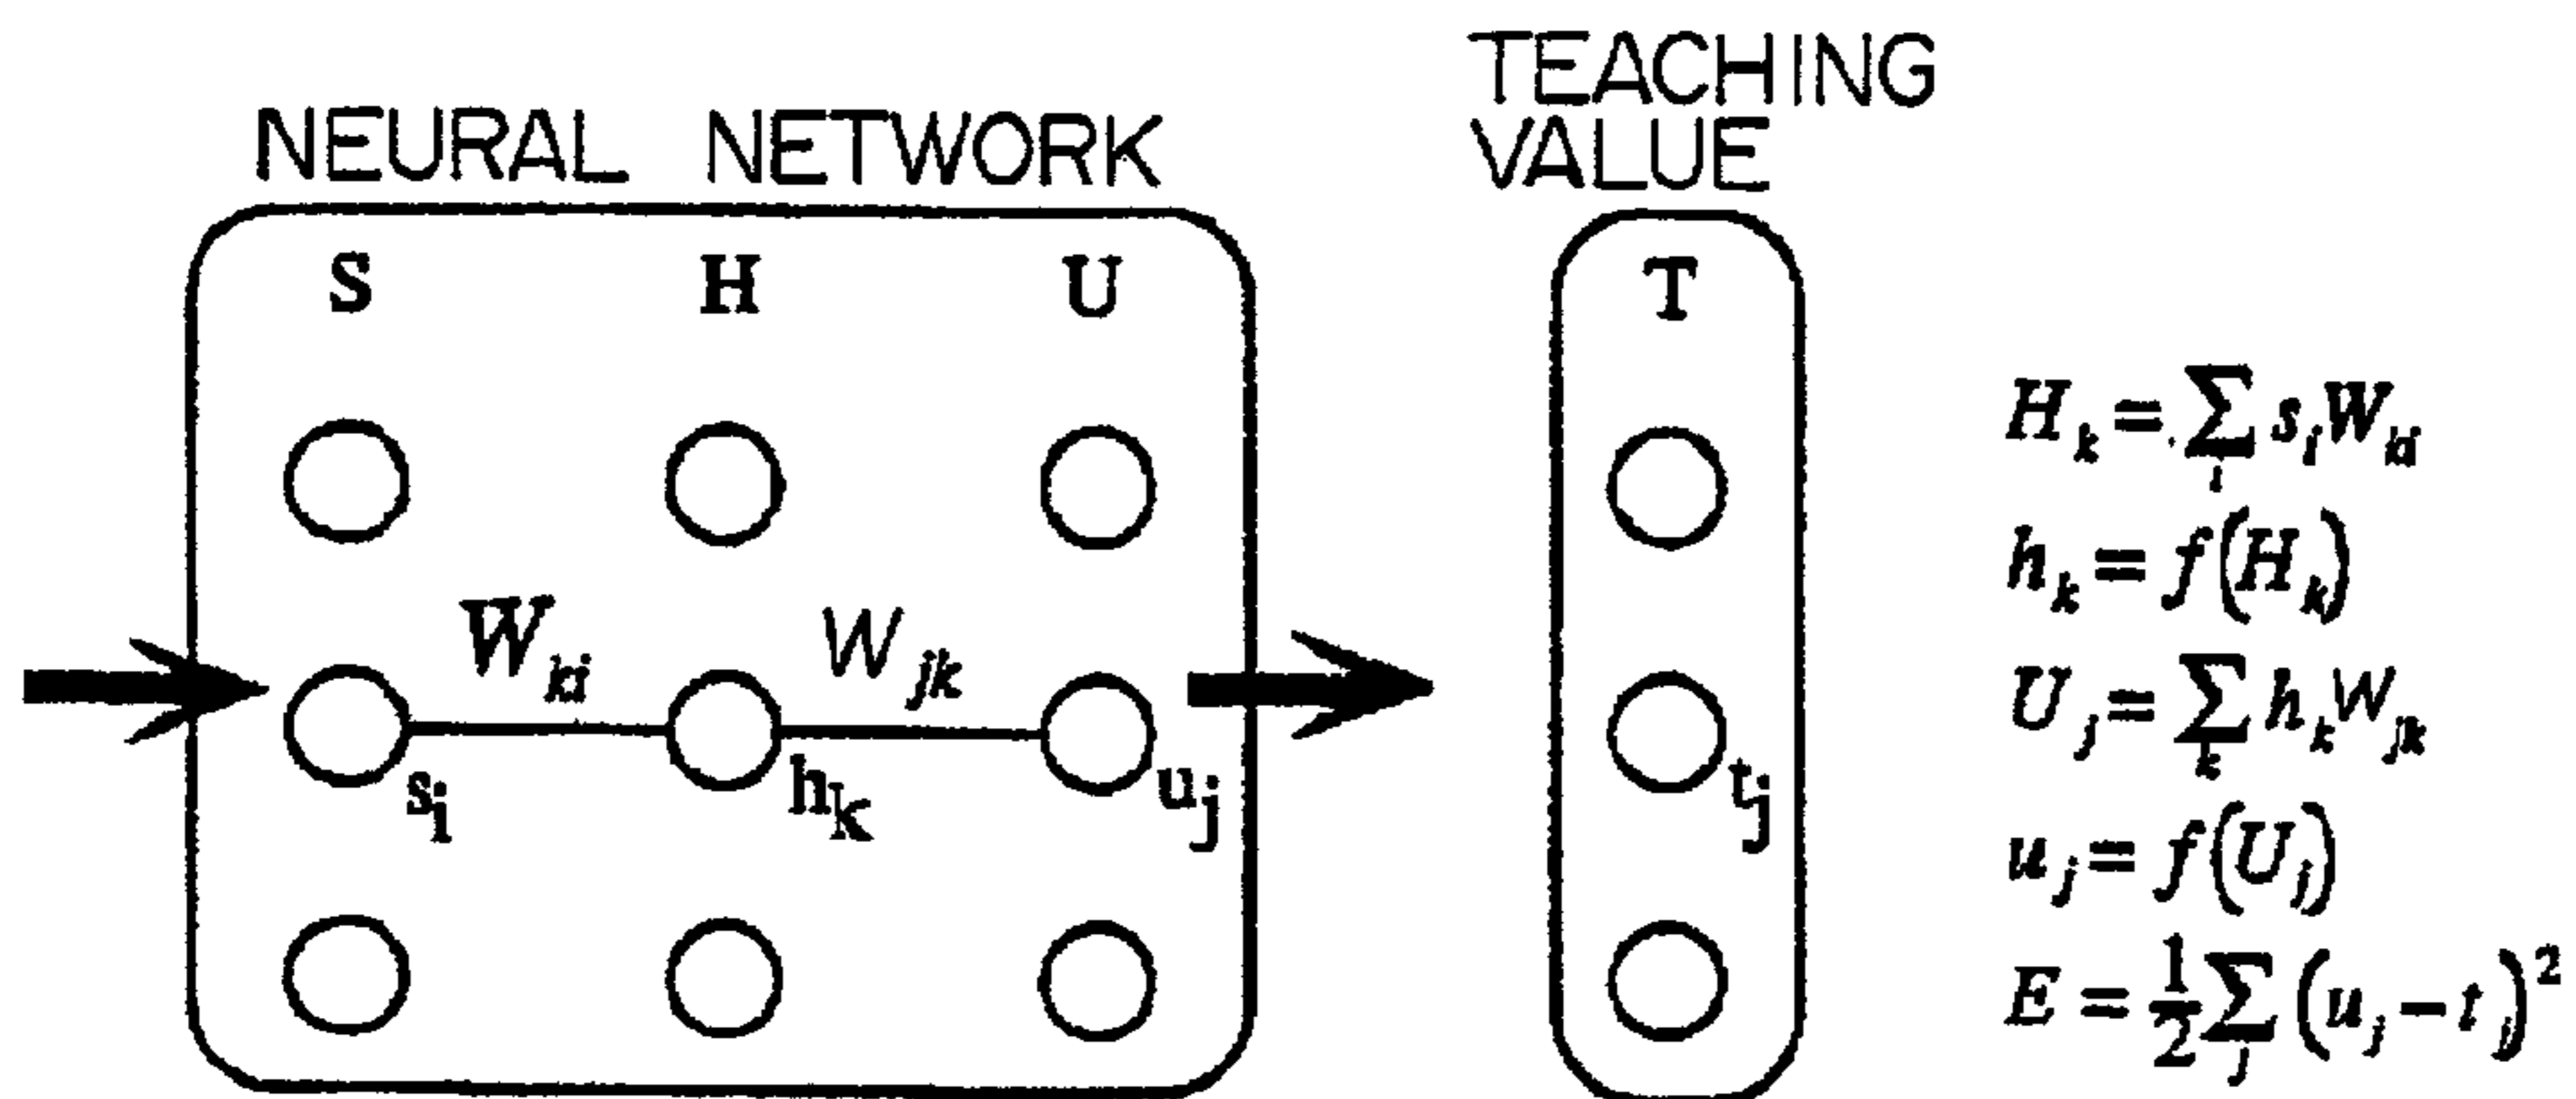 NEURAL NETWORK
TEACHING
VALUE
S H U
T
W_ki W_jk
s_i h_k u_j
t_j
H_k = Σ_i s_i W_ki
h_k = f(H_k)
U_j = Σ_k h_k W_jk
u_j = f(U_j)
E = 1/2 Σ_j (u_j − t_j)^2